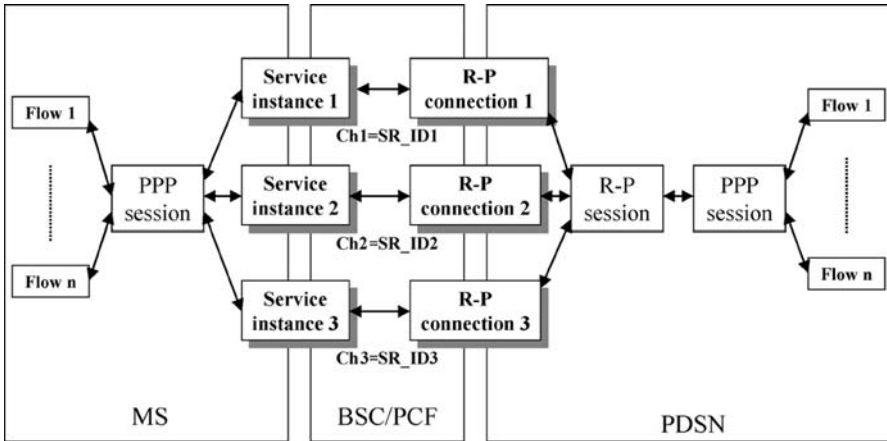 Flow 1
Flow n
PPP
session
Service
instance 1
Service
instance 2
Service
instance 3
Ch1=SR_ID1
Ch2=SR_ID2
Ch3=SR_ID3
R-P
connection 1
R-P
connection 2
R-P
connection 3
R-P
session
PPP
session
Flow 1
Flow n
MS
BSC/PCF
PDSN